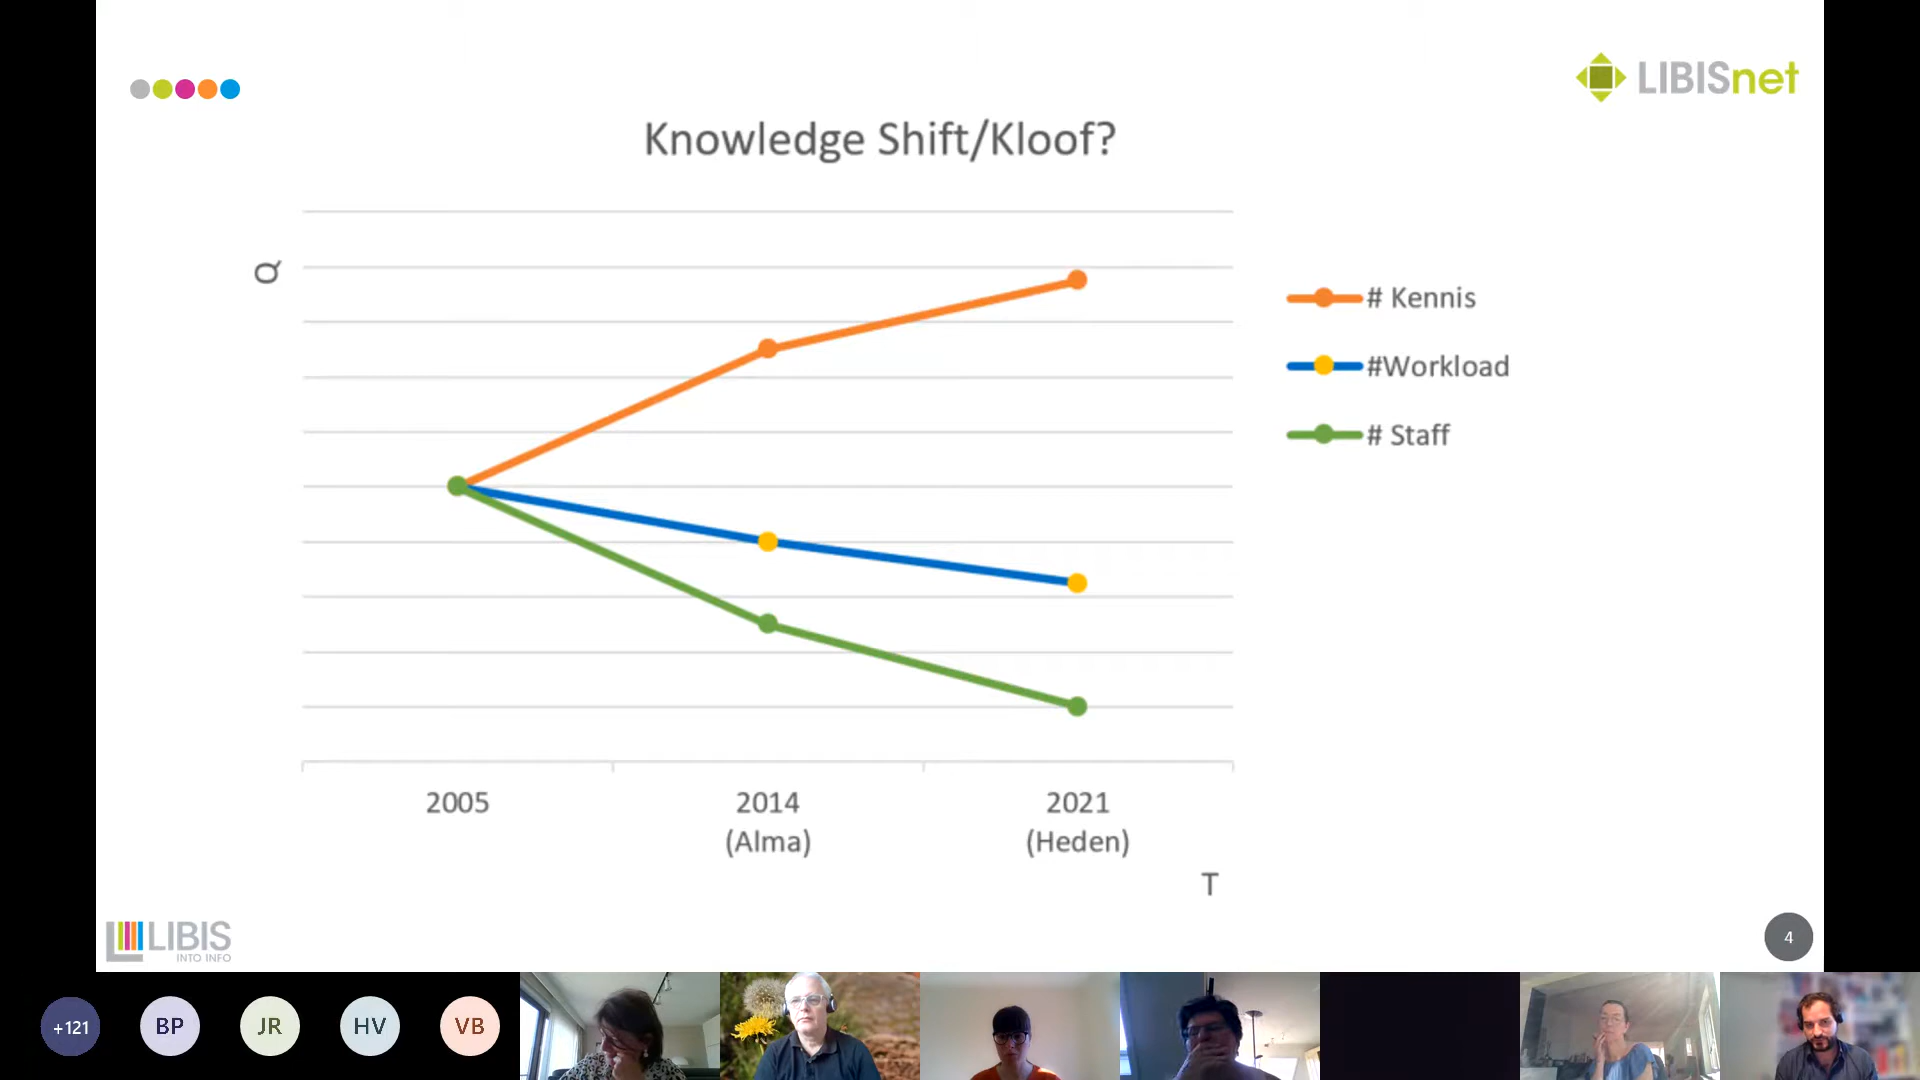 LIBISnet
Knowledge Shift/Kloof?
Q
# Kennis
#Workload
# Staff
2005
2014
(Alma)
2021
(Heden)
T
LIBIS
INTO INFO
4
+121
BP
JR
HV
VB